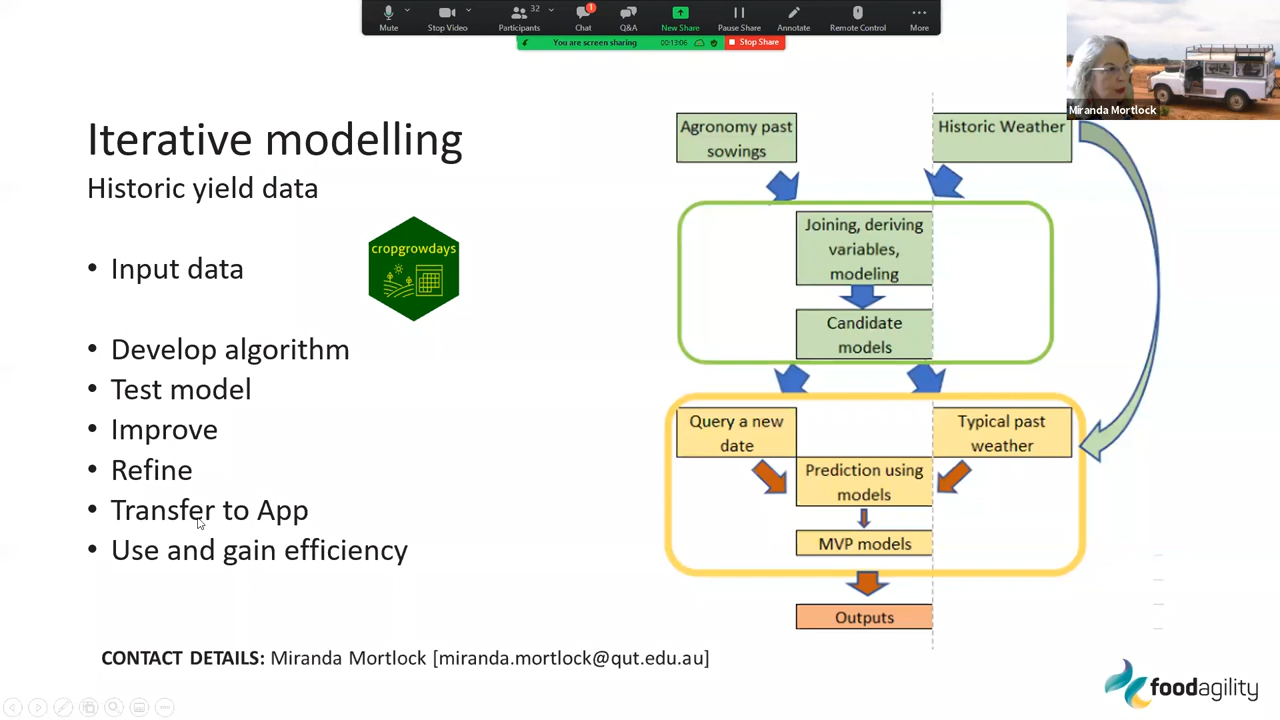 Mute
Stop Video
32
Participants
1
Chat
Q&A
New Share
Pause Share
Annotate
Remote Control
More
You are screen sharing
00:13:06
Stop Share
Miranda Mortlock
Iterative modelling
Historic yield data
cropgrowdays
• Input data
• Develop algorithm
• Test model
• Improve
• Refine
• Transfer to App
• Use and gain efficiency
Agronomy past
sowings
Historic Weather
Joining, deriving
variables,
modeling
Candidate
models
Query a new
date
Typical past
weather
Prediction using
models
MVP models
Outputs
CONTACT DETAILS: Miranda Mortlock [miranda.mortlock@qut.edu.au]
foodagility